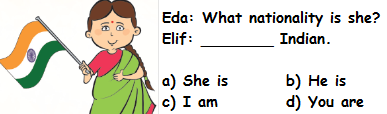 Eda: What nationality is she?
Elif: ________ Indian.
a) She is b) He is
c) I am d) You are